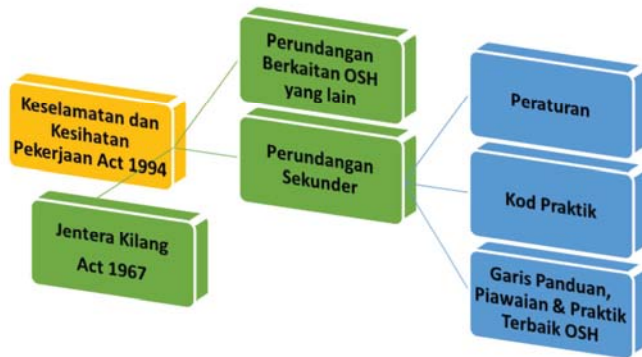 Keselamatan dan
Kesihatan
Pekerjaan Act 1994
Jentera Kilang
Act 1967
Perundangan
Berkaitan OSH
yang lain
Perundangan
Sekunder
Peraturan
Kod Praktik
Garis Panduan,
Piawaian & Praktik
Terbaik OSH